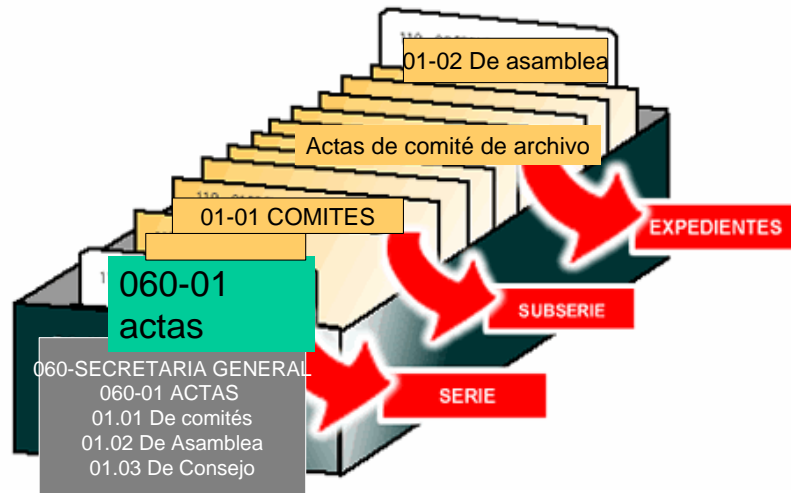 01-02 De asamblea
Actas de comité de archivo
01-01 COMITES
EXPEDIENTES
SUBSERIE
060-01
actas
SERIE
060-SECRETARIA GENERAL
060-01 ACTAS
01.01 De comités
01.02 De Asamblea
01.03 De Consejo